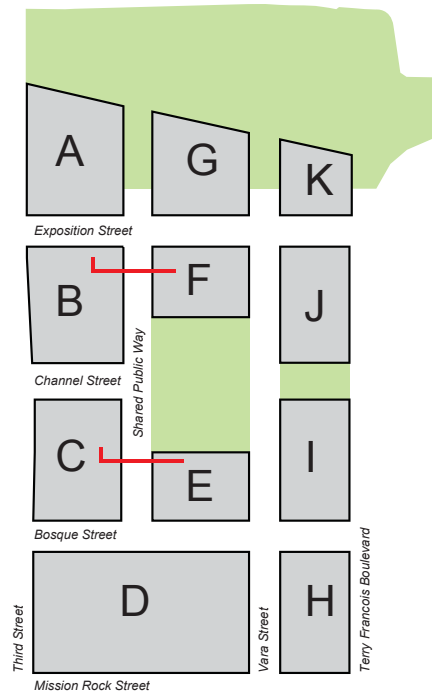 A
G
K
Exposition Street
B
F
J
Shared Public Way
Channel Street
C
E
I
Bosque Street
D
H
Third Street
Vara Street
Terry Francois Boulevard
Mission Rock Street